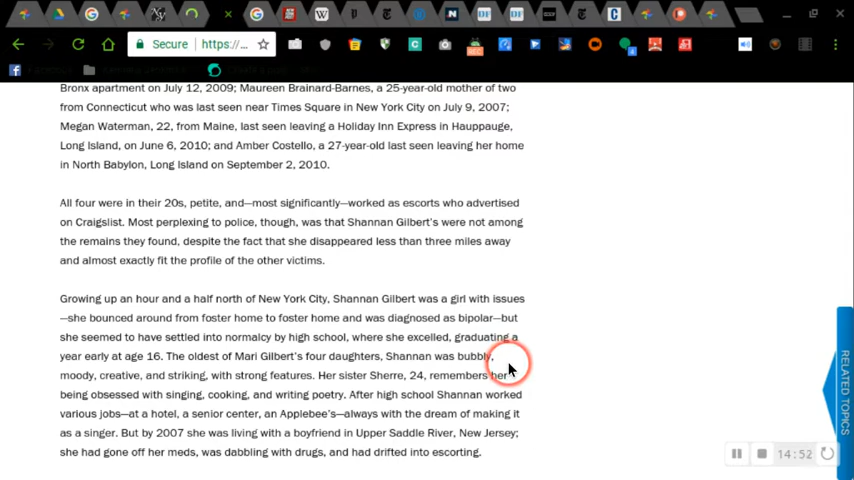 Secure
https://...
Bronx apartment on July 12, 2009; Maureen Brainard-Barnes, a 25-year-old mother of two
from Connecticut who was last seen near Times Square in New York City on July 9, 2007;
Megan Waterman, 22, from Maine, last seen leaving a Holiday Inn Express in Hauppauge,
Long Island, on June 6, 2010; and Amber Costello, a 27-year-old last seen leaving her home
in North Babylon, Long Island on September 2, 2010.
All four were in their 20s, petite, and—most significantly—worked as escorts who advertised
on Craigslist. Most perplexing to police, though, was that Shannan Gilbert's were not among
the remains they found, despite the fact that she disappeared less than three miles away
and almost exactly fit the profile of the other victims.
Growing up an hour and a half north of New York City, Shannan Gilbert was a girl with issues
—she bounced around from foster home to foster home and was diagnosed as bipolar—but
she seemed to have settled into normalcy by high school, where she excelled, graduating a
year early at age 16. The oldest of Mari Gilbert's four daughters, Shannan was bubbly,
moody, creative, and striking, with strong features. Her sister Sherre, 24, remembers her
being obsessed with singing, cooking, and writing poetry. After high school Shannan worked
various jobs—at a hotel, a senior center, an Applebee's—always with the dream of making it
as a singer. But by 2007 she was living with a boyfriend in Upper Saddle River, New Jersey;
she had gone off her meds, was dabbling with drugs, and had drifted into escorting.
RELATED TOPICS
14:52